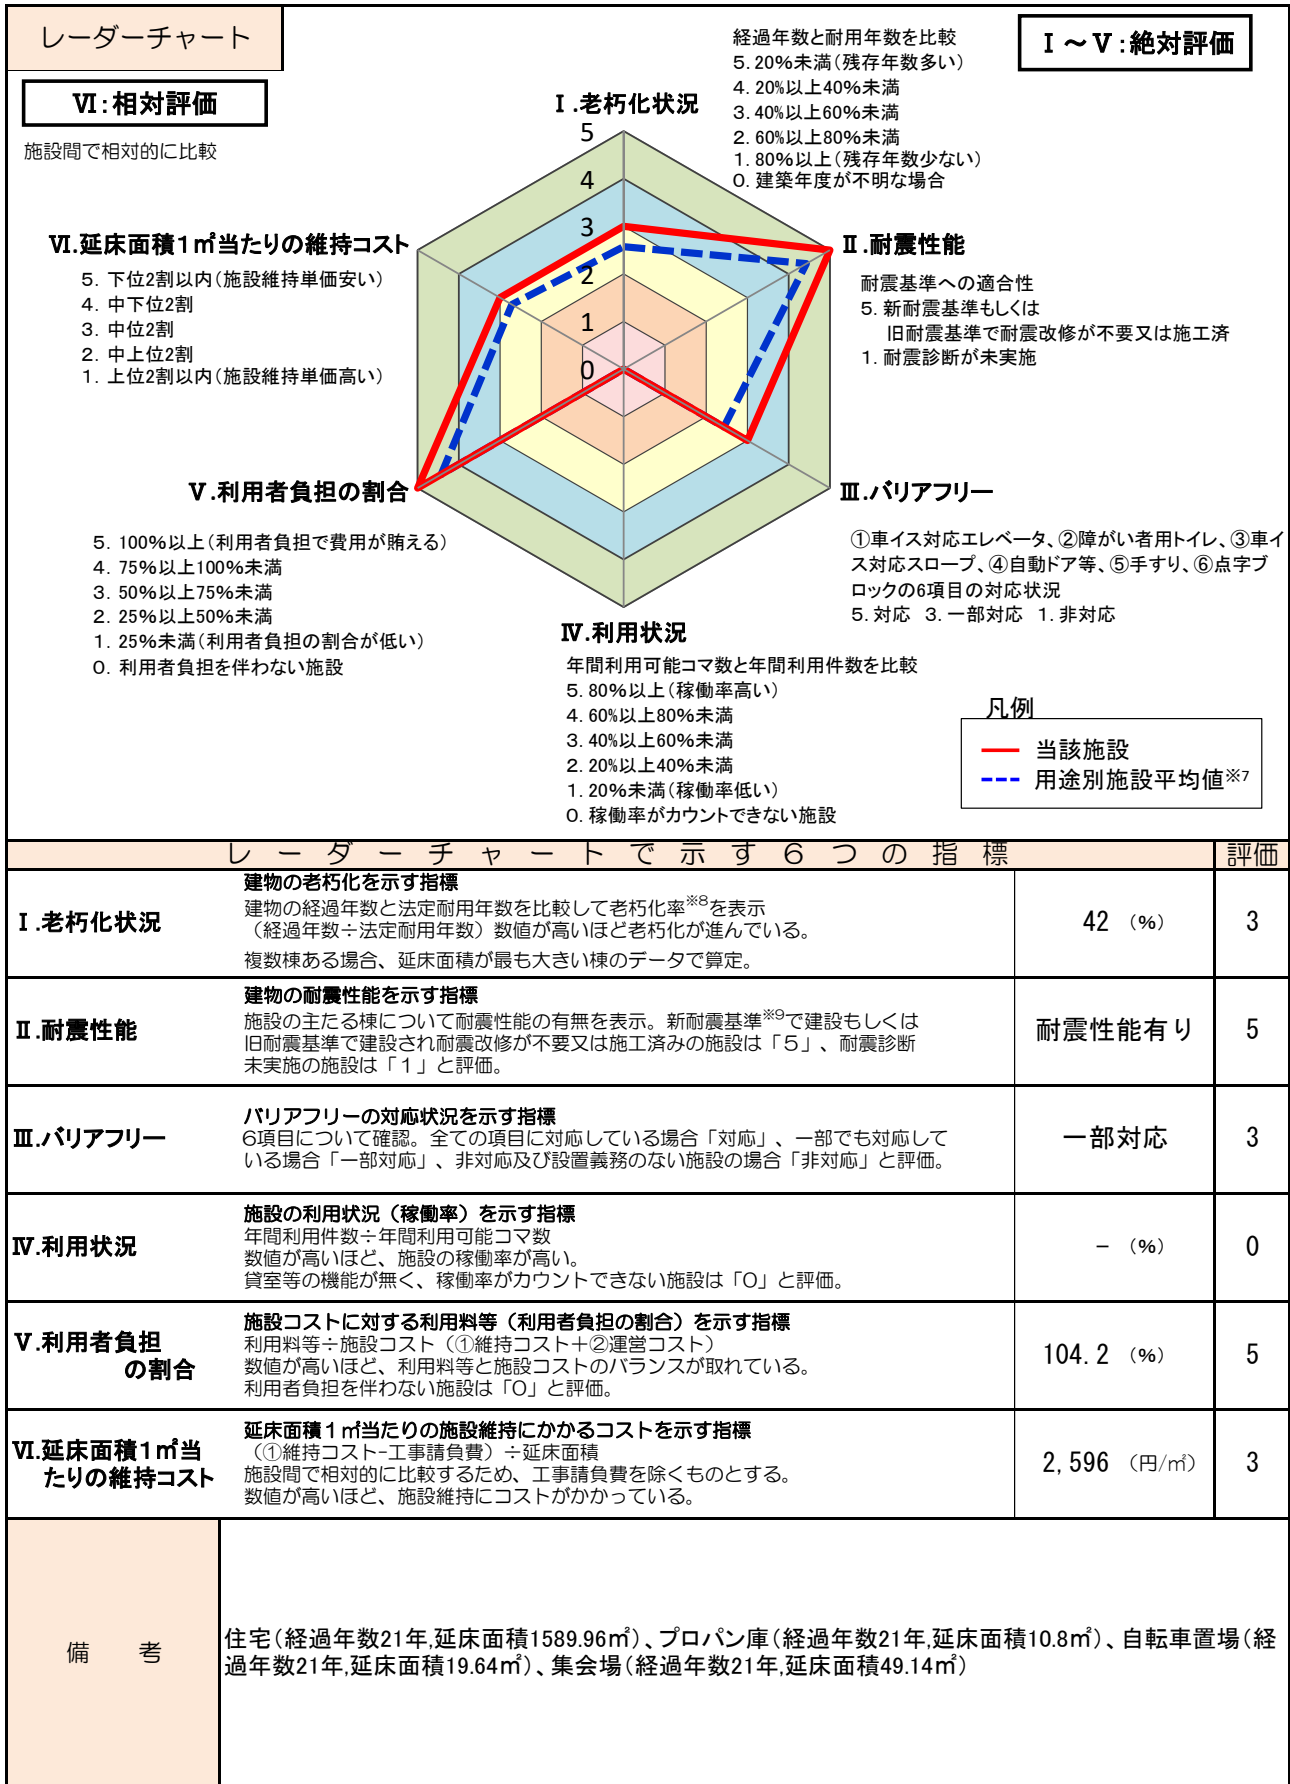 レーダーチャート
Ⅰ～Ⅴ:絶対評価
Ⅵ:相対評価
施設間で相対的に比較
経過年数と耐用年数を比較
5.20%未満(残存年数多い)
4.20%以上40%未満
3.40%以上60%未満
2.60%以上80%未満
1.80%以上(残存年数少ない)
0.建築年度が不明な場合
Ⅰ.老朽化状況
5
4
3
2
1
0
Ⅱ.耐震性能
耐震基準への適合性
5.新耐震基準もしくは
旧耐震基準で耐震改修が不要又は施工済
1.耐震診断が未実施
Ⅵ.延床面積1㎡当たりの維持コスト
5.下位2割以内(施設維持単価安い)
4.中下位2割
3.中位2割
2.中上位2割
1.上位2割以内(施設維持単価高い)
Ⅴ.利用者負担の割合
5.100%以上(利用者負担で費用が賄える)
4.75%以上100%未満
3.50%以上75%未満
2.25%以上50%未満
1.25%未満(利用者負担の割合が低い)
0.利用者負担を伴わない施設
Ⅲ.バリアフリー
①車イス対応エレベータ、②障がい者用トイレ、③車イ
ス対応スロープ、④自動ドア等、⑤手すり、⑥点字ブ
ロックの6項目の対応状況
5.対応 3.一部対応 1.非対応
Ⅳ.利用状況
年間利用可能コマ数と年間利用件数を比較
5.80%以上(稼働率高い)
4.60%以上80%未満
3.40%以上60%未満
2.20%以上40%未満
1.20%未満(稼働率低い)
0.稼働率がカウントできない施設
凡例
当該施設
用途別施設平均値※7
レーダーチャートで示す6つの指標 評価
Ⅰ.老朽化状況
建物の老朽化を示す指標
建物の経過年数と法定耐用年数を比較して老朽化率※8を表示
(経過年数÷法定耐用年数)数値が高いほど老朽化が進んでいる。
複数棟ある場合、延床面積が最も大きい棟のデータで算定。
42 (%) 3
Ⅱ.耐震性能
建物の耐震性能を示す指標
施設の主たる棟について耐震性能の有無を表示。新耐震基準※9で建設もしくは
旧耐震基準で建設され耐震改修が不要又は施工済みの施設は「5」、耐震診断
未実施の施設は「1」と評価。
耐震性能有り 5
Ⅲ.バリアフリー
バリアフリーの対応状況を示す指標
6項目について確認。全ての項目に対応している場合「対応」、一部でも対応して
いる場合「一部対応」、非対応及び設置義務のない施設の場合「非対応」と評価。
一部対応 3
Ⅳ.利用状況
施設の利用状況(稼働率)を示す指標
年間利用件数÷年間利用可能コマ数
数値が高いほど、施設の稼働率が高い。
貸室等の機能が無く、稼働率がカウントできない施設は「0」と評価。
- (%) 0
Ⅴ.利用者負担
の割合
施設コストに対する利用料等(利用者負担の割合)を示す指標
利用料等÷施設コスト(①維持コスト+②運営コスト)
数値が高いほど、利用料等と施設コストのバランスが取れている。
利用者負担を伴わない施設は「0」と評価。
104.2 (%) 5
Ⅵ.延床面積1㎡当
たりの維持コスト
延床面積1㎡当たりの施設維持にかかるコストを示す指標
(①維持コスト-工事請負費)÷延床面積
施設間で相対的に比較するため、工事請負費を除くものとする。
数値が高いほど、施設維持にコストがかかっている。
2,596 (円/㎡) 3
備 考
住宅(経過年数21年,延床面積1589.96㎡)、プロパン庫(経過年数21年,延床面積10.8㎡)、自転車置場(経
過年数21年,延床面積19.64㎡)、集会場(経過年数21年,延床面積49.14㎡)